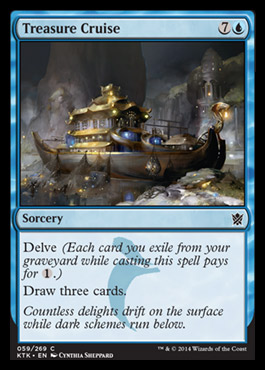 Treasure Cruise 7
Sorcery
Delve (Each card you exile from your
graveyard while casting this spell pays
for 1.)
Draw three cards.
Countless delights drift on the surface
while dark schemes run below.
059/269 C
KTK • EN Cynthia Sheppard ™ & © 2014 Wizards of the Coast